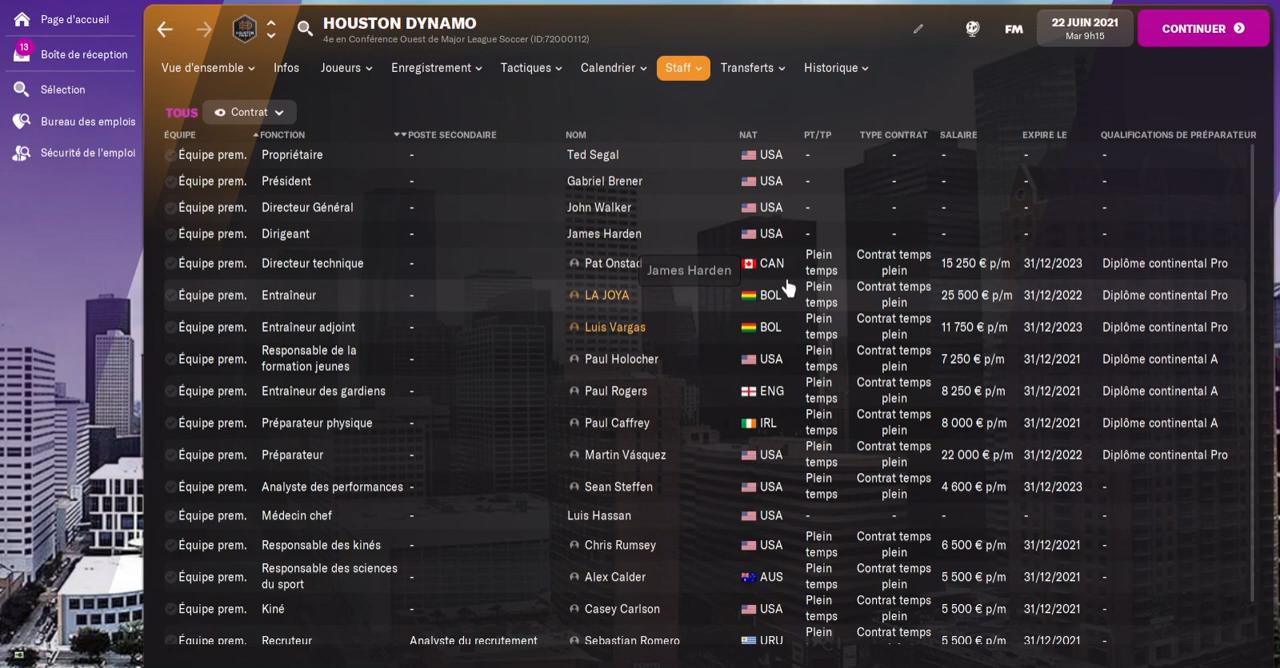 Page d'accueil
13
Boîte de réception
Sélection
Bureau des emplois
Sécurité de l'emploi
HOUSTON DYNAMO
4e en Conférence Ouest de Major League Soccer (ID:72000112)
FM
22 JUIN 2021
Mar 9h15
CONTINUER
Vue d'ensemble Infos Joueurs Enregistrement Tactiques Calendrier Staff Transferts Historique
TOUS Contrat
ÉQUIPE FONCTION POSTE SECONDAIRE NOM NAT PT/TP TYPE CONTRAT SALAIRE EXPIRE LE QUALIFICATIONS DE PRÉPARATEUR
Équipe prem. Propriétaire - Ted Segal USA - - - - -
Équipe prem. Président - Gabriel Brener USA - - - - -
Équipe prem. Directeur Général - John Walker USA - - - - -
Équipe prem. Dirigeant - James Harden USA - - - - -
Équipe prem. Directeur technique - Pat Onstad CAN Plein temps Contrat temps plein 15 250 € p/m 31/12/2023 Diplôme continental Pro
James Harden
Équipe prem. Entraîneur - LA JOYA BOL Plein temps Contrat temps plein 25 500 € p/m 31/12/2022 Diplôme continental Pro
Équipe prem. Entraîneur adjoint - Luis Vargas BOL Plein temps Contrat temps plein 11 750 € p/m 31/12/2023 Diplôme continental Pro
Équipe prem. Responsable de la formation jeunes - Paul Holocher USA Plein temps Contrat temps plein 7 250 € p/m 31/12/2021 Diplôme continental A
Équipe prem. Entraîneur des gardiens - Paul Rogers ENG Plein temps Contrat temps plein 8 250 € p/m 31/12/2021 Diplôme continental A
Équipe prem. Préparateur physique - Paul Caffrey IRL Plein temps Contrat temps plein 8 000 € p/m 31/12/2021 Diplôme continental A
Équipe prem. Préparateur - Martin Vásquez USA Plein temps Contrat temps plein 22 000 € p/m 31/12/2022 Diplôme continental Pro
Équipe prem. Analyste des performances - Sean Steffen USA Plein temps Contrat temps plein 4 600 € p/m 31/12/2023 -
Équipe prem. Médecin chef - Luis Hassan USA - - - - -
Équipe prem. Responsable des kinés - Chris Rumsey USA Plein temps Contrat temps plein 6 500 € p/m 31/12/2021 -
Équipe prem. Responsable des sciences du sport - Alex Calder AUS Plein temps Contrat temps plein 5 500 € p/m 31/12/2021 -
Équipe prem. Kiné - Casey Carlson USA Plein temps Contrat temps plein 5 500 € p/m 31/12/2021 -
Équipe prem. Recruteur Analyste du recrutement Sebastian Romero URU Plein Contrat temps 5 500 € p/m 31/12/2021 -